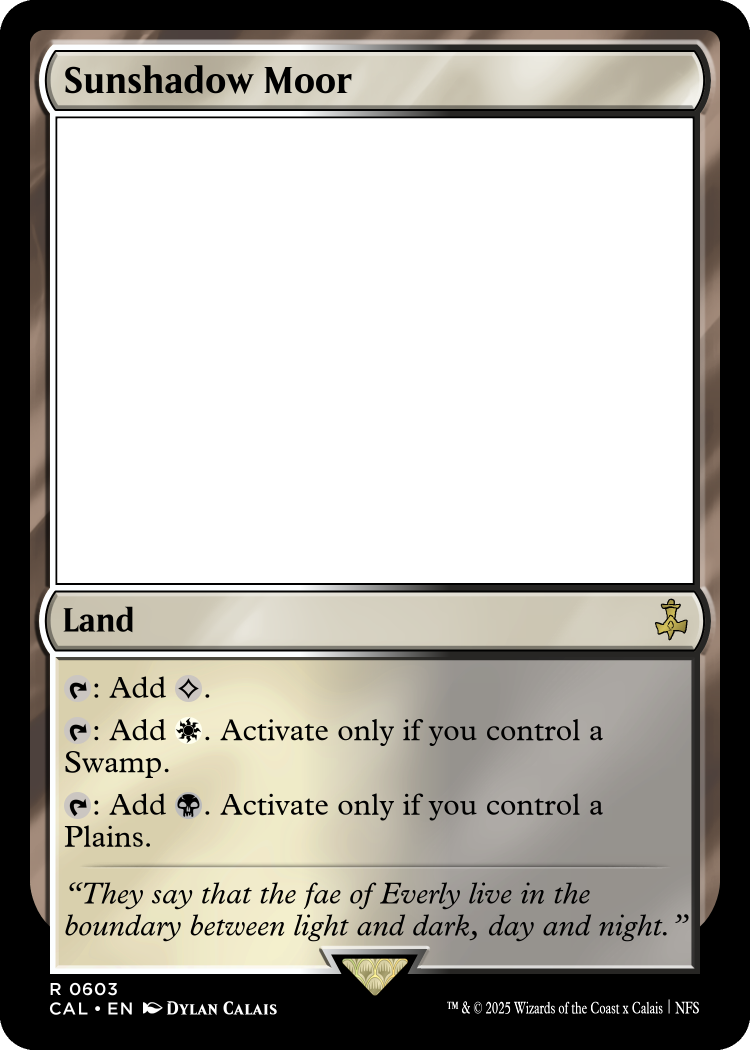 Sunshadow Moor
Land
: Add .
: Add . Activate only if you control a
Swamp.
: Add . Activate only if you control a
Plains.
“They say that the fae of Everly live in the
boundary between light and dark, day and night.”
R 0603
CAL • EN DYLAN CALAIS
™ & © 2025 Wizards of the Coast x Calais | NFS